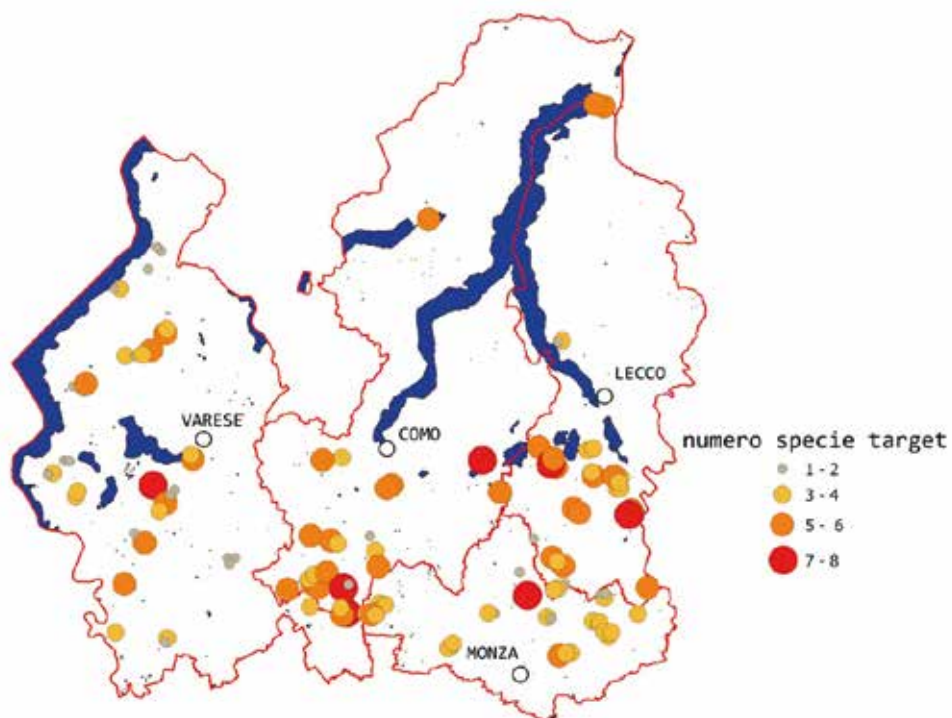 LECCO
VARESE
COMO
numero specie target
1 - 2
3 - 4
5 - 6
7 - 8
MONZA